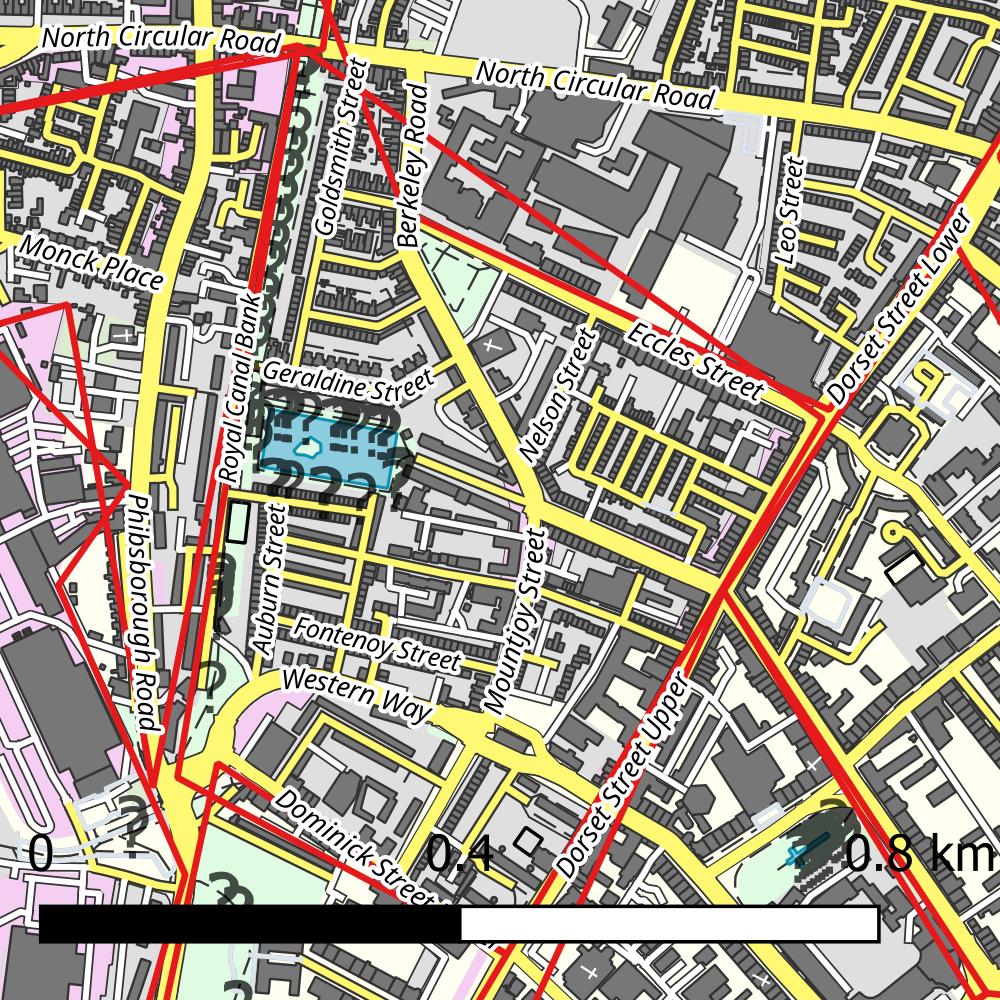 North Circular Road
North Circular Road
Goldsmith Street
Berkeley Road
Leo Street
Monck Place
Dorset Street Lower
Royal Canal Bank
Eccles Street
Geraldine Street
Nelson Street
Phibsborough Road
Auburn Street
Mountjoy Street
Fontenoy Street
Western Way
Dorset Street Upper
Dominick Street
0
0.4
0.8 km